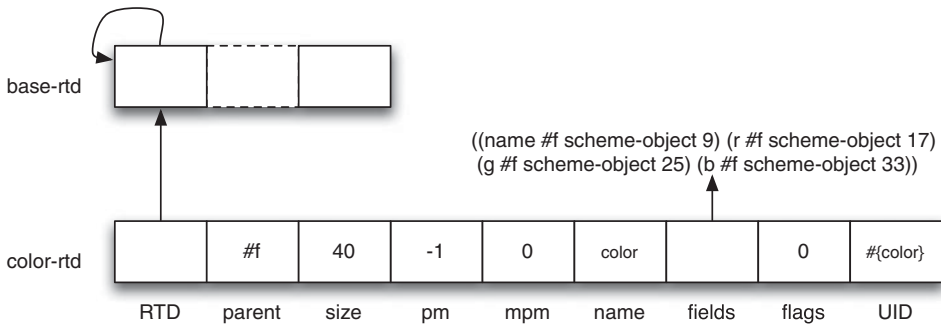 base-rtd
((name #f scheme-object 9) (r #f scheme-object 17)
(g #f scheme-object 25) (b #f scheme-object 33))
color-rtd
#f 40 -1 0 color 0 #{color}
RTD parent size pm mpm name fields flags UID